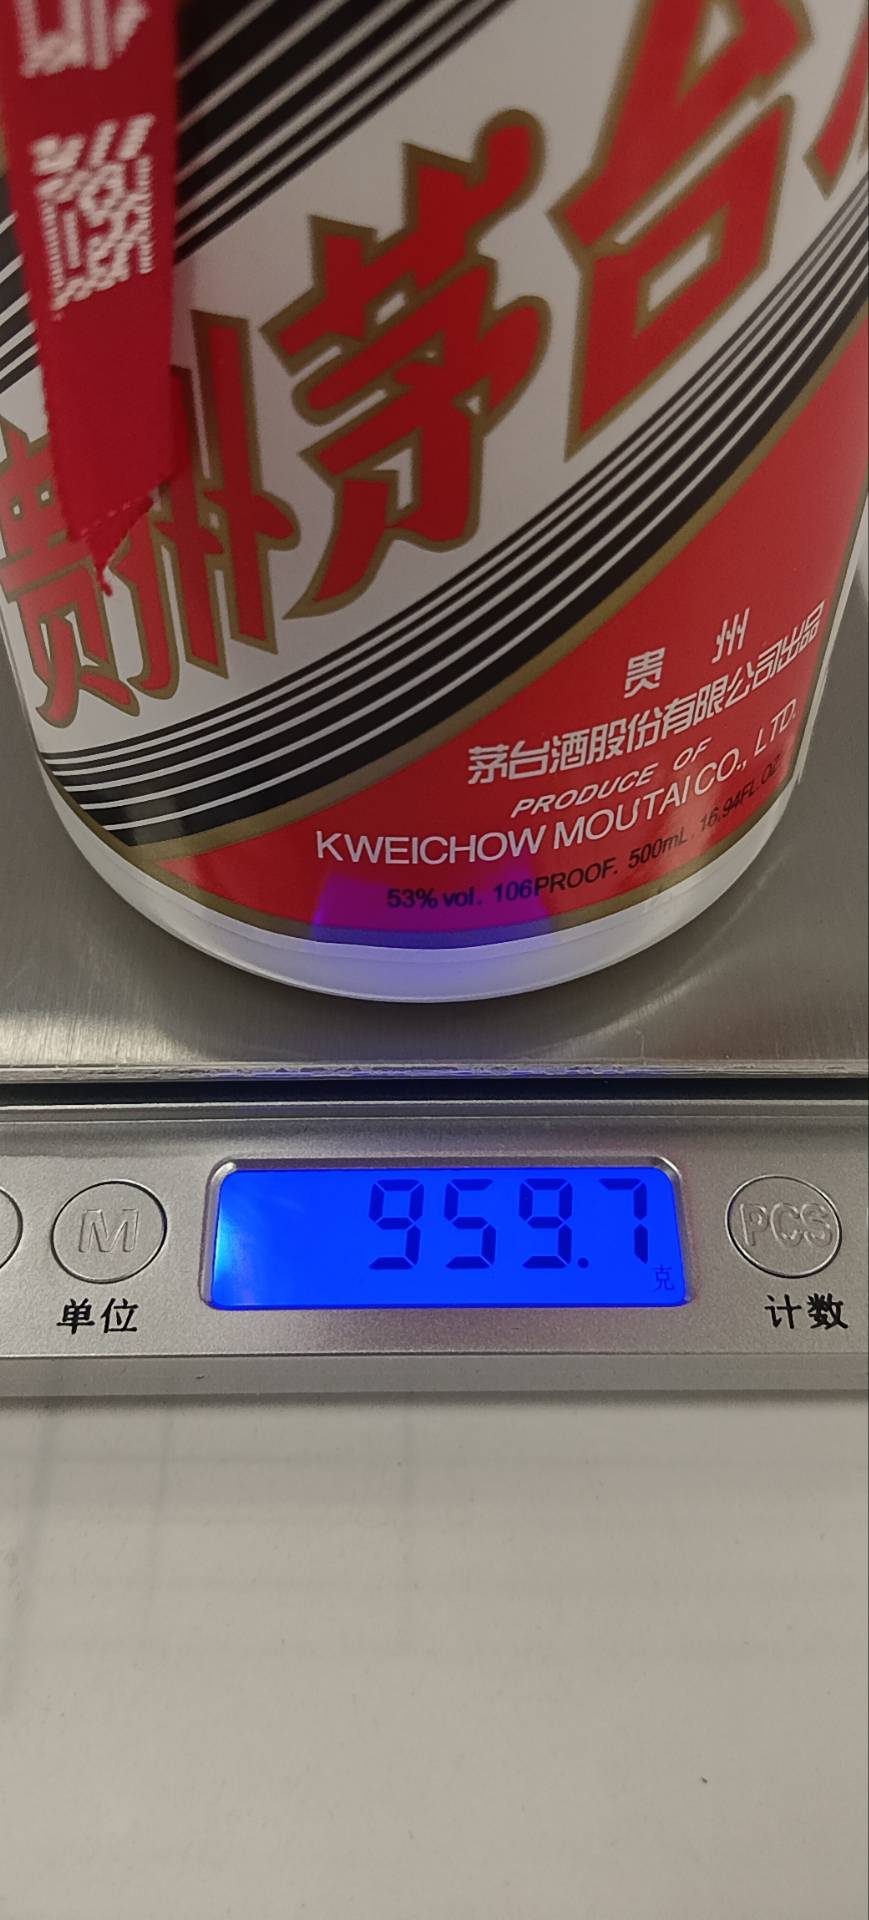 贵州茅台
贵 州
茅台酒股份有限公司出品
PRODUCE OF
KWEICHOW MOUTAI CO., LTD.
53% vol. 106PROOF. 500mL. 16.94FL.OZ
959.7
克
M
PCS
单位
计数